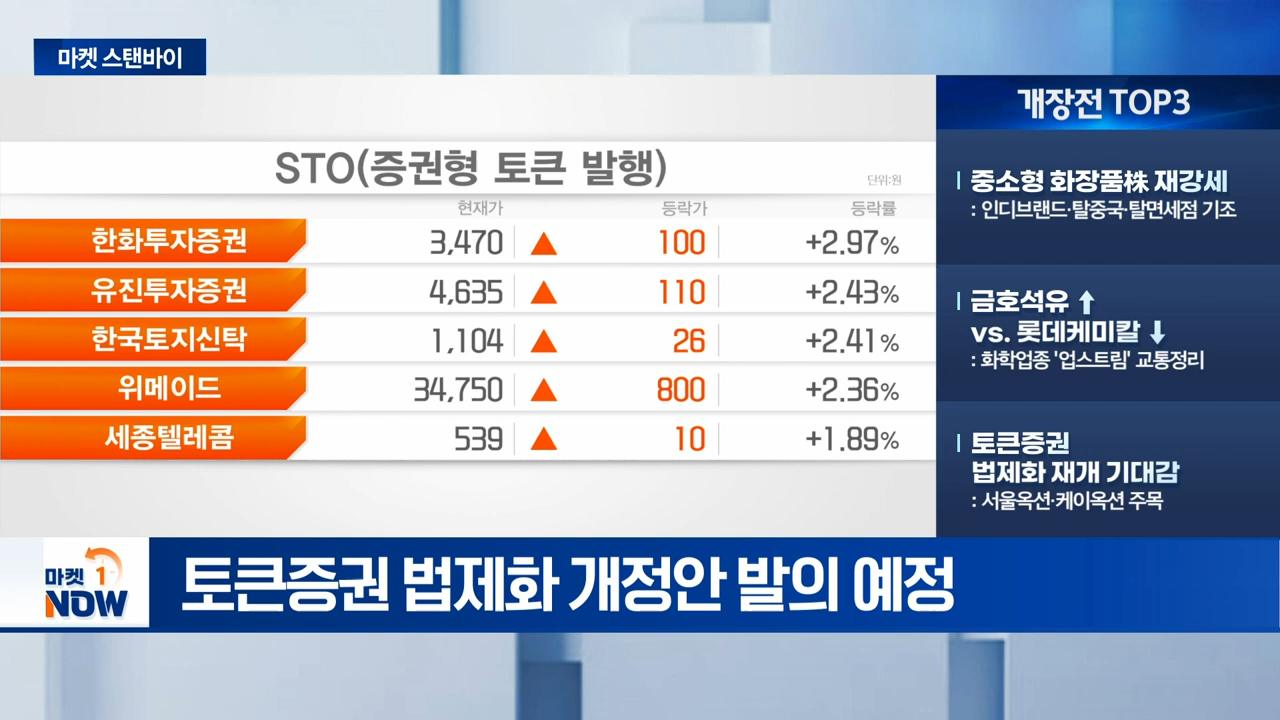 마켓 스탠바이
STO(증권형 토큰 발행)
단위:원
현재가 등락가 등락률
한화투자증권 3,470 ▲ 100 +2.97%
유진투자증권 4,635 ▲ 110 +2.43%
한국토지신탁 1,104 ▲ 26 +2.41%
위메이드 34,750 ▲ 800 +2.36%
세종텔레콤 539 ▲ 10 +1.89%
개장전 TOP3
중소형 화장품株 재강세
: 인디브랜드·탈중국·탈면세점 기조
금호석유 ⬆
vs. 롯데케미칼 ⬇
: 화학업종 '업스트림' 교통정리
토큰증권
법제화 재개 기대감
: 서울옥션·케이옥션 주목
마켓 1
NOW
토큰증권 법제화 개정안 발의 예정